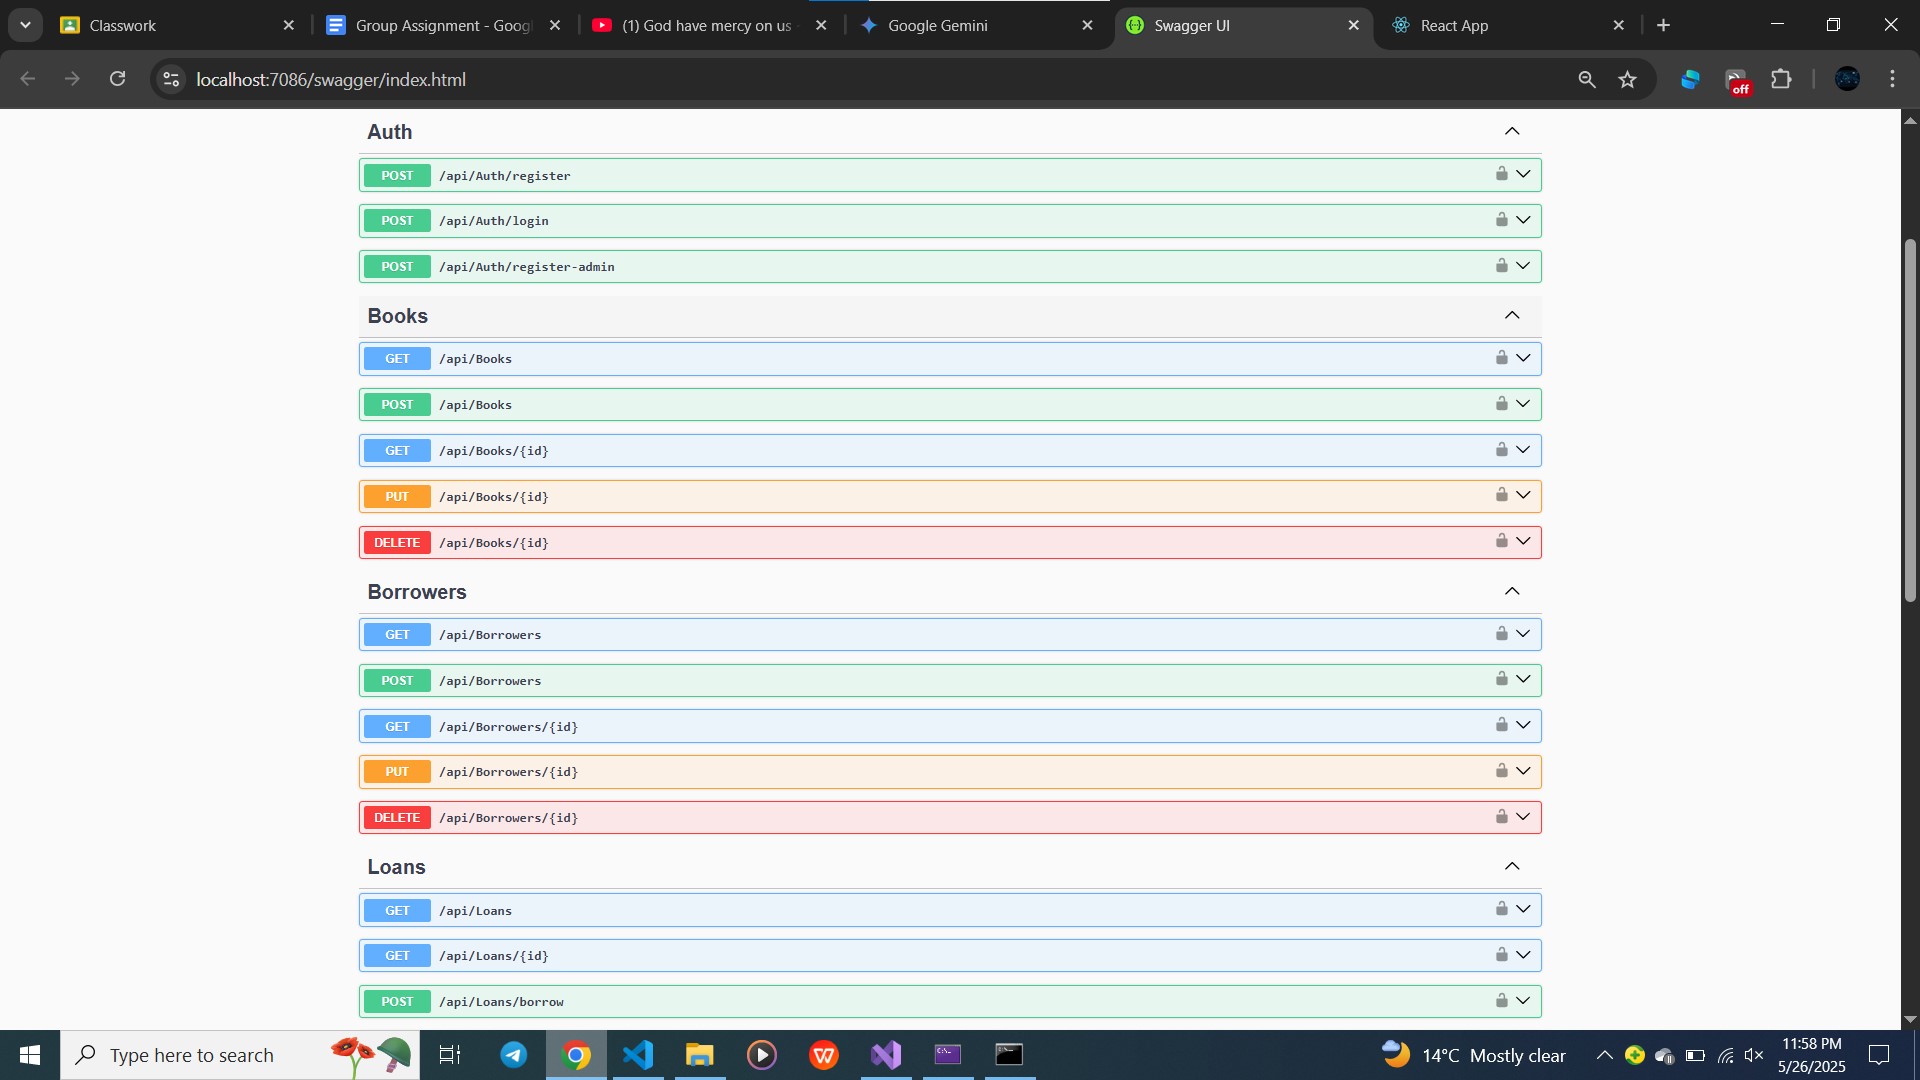 Classwork
Group Assignment - Goog
(1) God have mercy on us -
Google Gemini
Swagger UI
React App
localhost:7086/swagger/index.html
off
Auth
POST /api/Auth/register
POST /api/Auth/login
POST /api/Auth/register-admin
Books
GET /api/Books
POST /api/Books
GET /api/Books/{id}
PUT /api/Books/{id}
DELETE /api/Books/{id}
Borrowers
GET /api/Borrowers
POST /api/Borrowers
GET /api/Borrowers/{id}
PUT /api/Borrowers/{id}
DELETE /api/Borrowers/{id}
Loans
GET /api/Loans
GET /api/Loans/{id}
POST /api/Loans/borrow
Type here to search
14°C Mostly clear
11:58 PM
5/26/2025